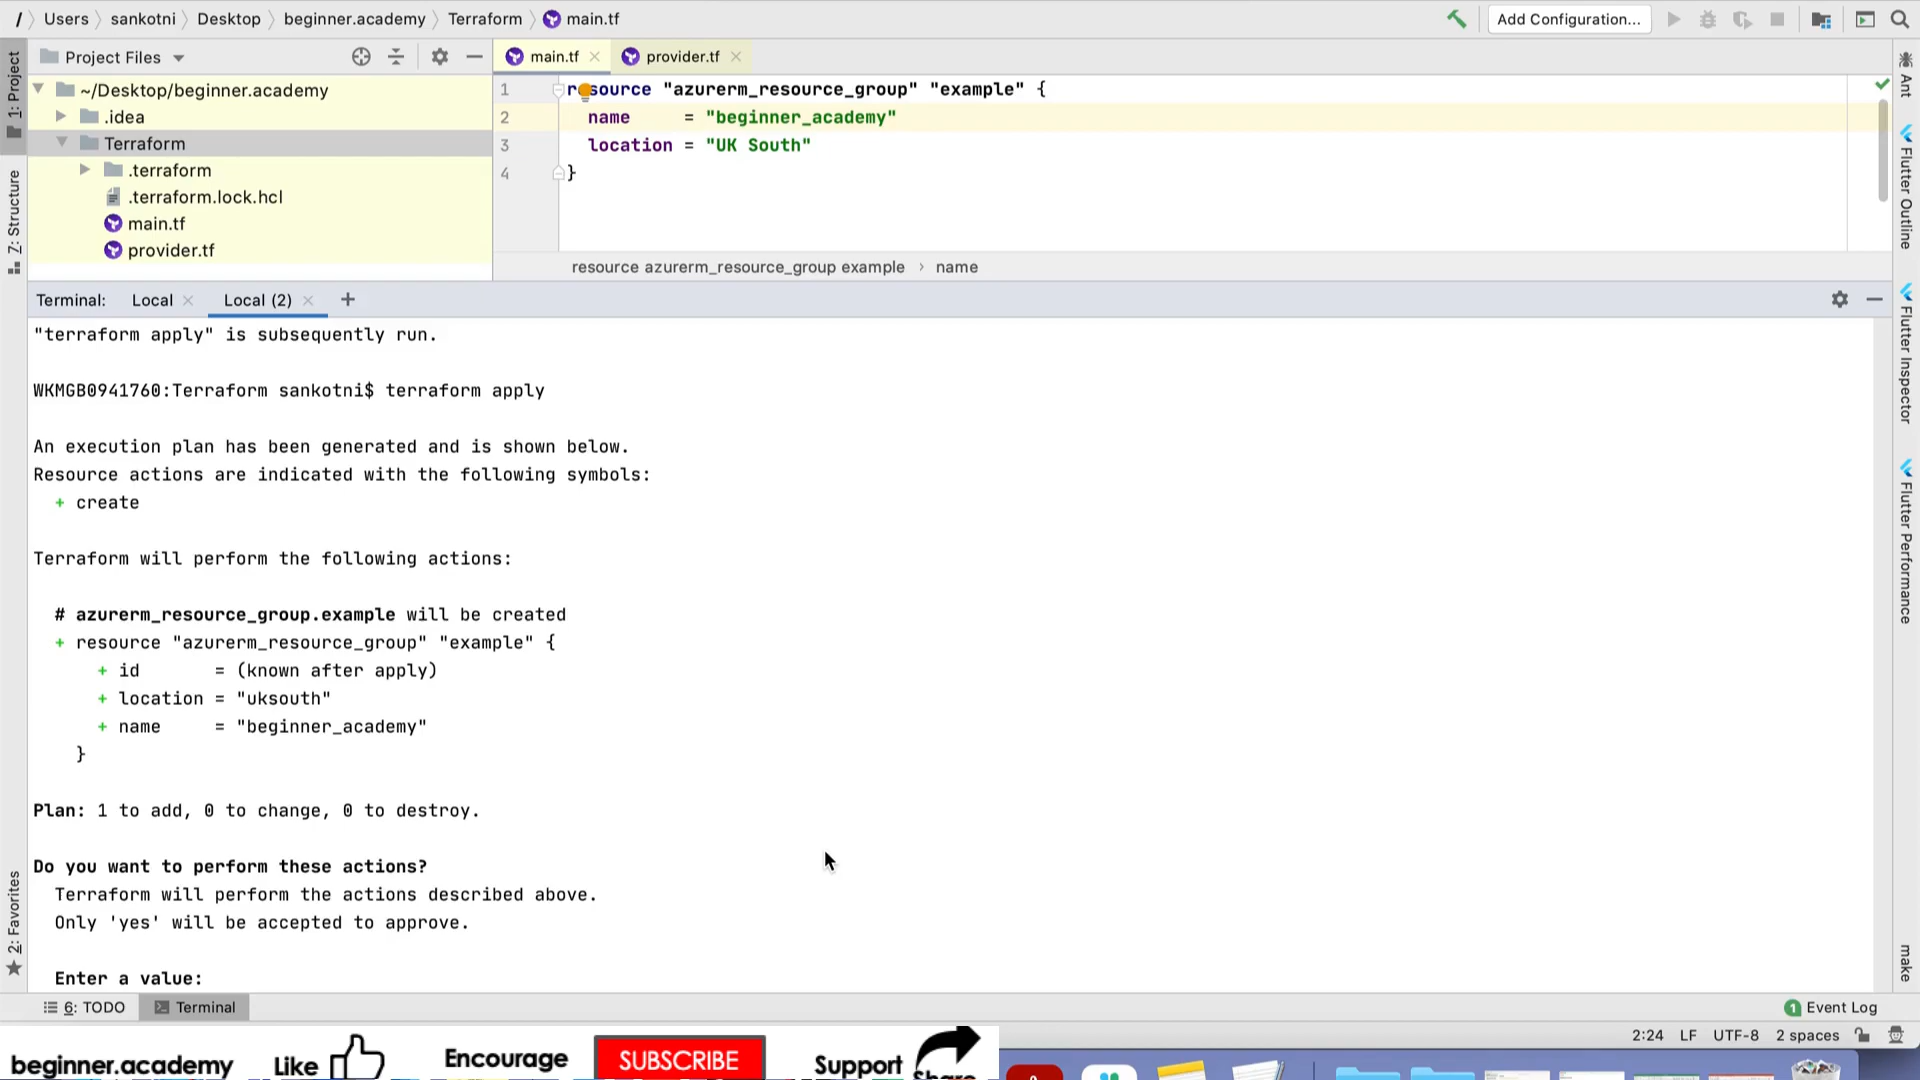 / Users sankotni Desktop beginner.academy Terraform main.tf
Add Configuration...
1: Project
Z: Structure
2: Favorites
Project Files
~/Desktop/beginner.academy
.idea
Terraform
.terraform
.terraform.lock.hcl
main.tf
provider.tf
main.tf provider.tf
1 resource "azurerm_resource_group" "example" {
2 name = "beginner_academy"
3 location = "UK South"
4 }
resource azurerm_resource_group example › name
Ant
Flutter Outline
Flutter Inspector
Flutter Performance
make
Terminal: Local Local (2) +
"terraform apply" is subsequently run.
WKMGB0941760:Terraform sankotni$ terraform apply
An execution plan has been generated and is shown below.
Resource actions are indicated with the following symbols:
+ create
Terraform will perform the following actions:
# azurerm_resource_group.example will be created
+ resource "azurerm_resource_group" "example" {
+ id = (known after apply)
+ location = "uksouth"
+ name = "beginner_academy"
}
Plan: 1 to add, 0 to change, 0 to destroy.
Do you want to perform these actions?
Terraform will perform the actions described above.
Only 'yes' will be accepted to approve.
Enter a value:
6: TODO Terminal
1 Event Log
2:24 LF UTF-8 2 spaces
beginner.academy Like Encourage SUBSCRIBE Support Share